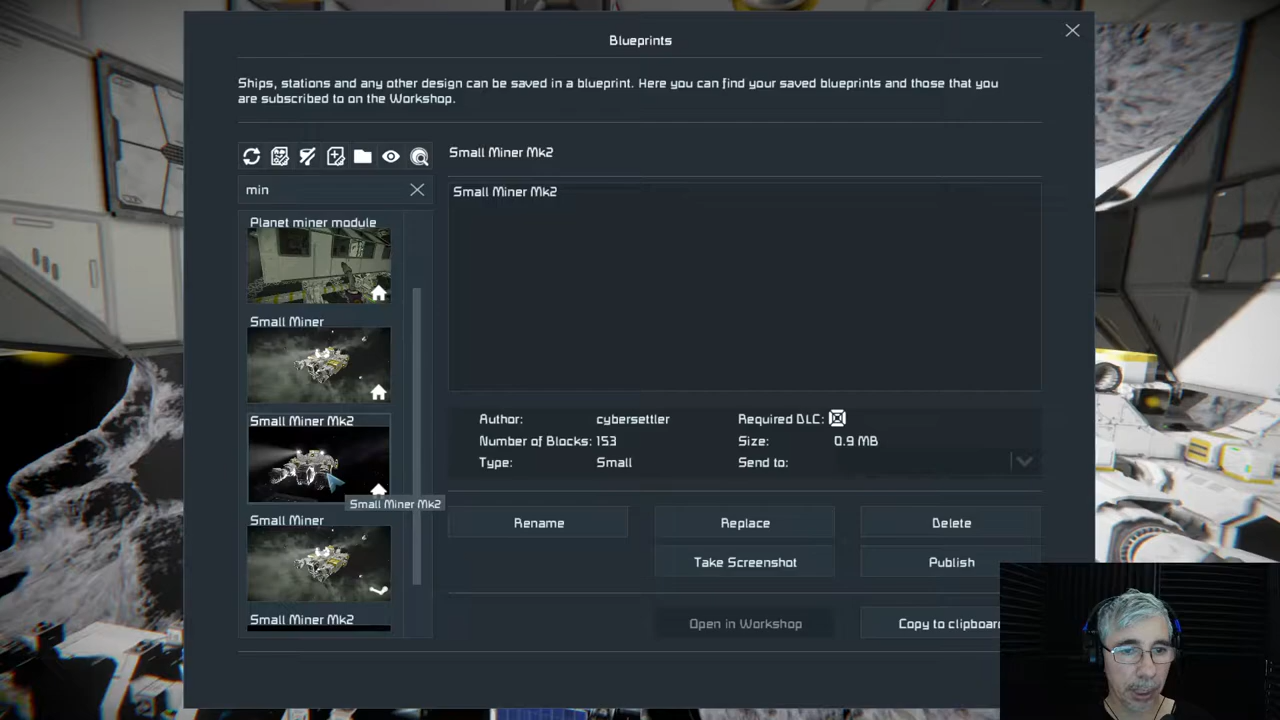 Blueprints
Ships, stations and any other design can be saved in a blueprint. Here you can find your saved blueprints and those that you
are subscribed to on the Workshop.
min
Planet miner module
Small Miner
Small Miner Mk2
Small Miner Mk2
Small Miner
Small Miner Mk2
Small Miner Mk2
Small Miner Mk2
Author: cybersettler Required DLC:
Number of Blocks: 153 Size: 0.9 MB
Type: Small Send to:
Rename Replace Delete
Take Screenshot Publish
Open in Workshop Copy to clipboard